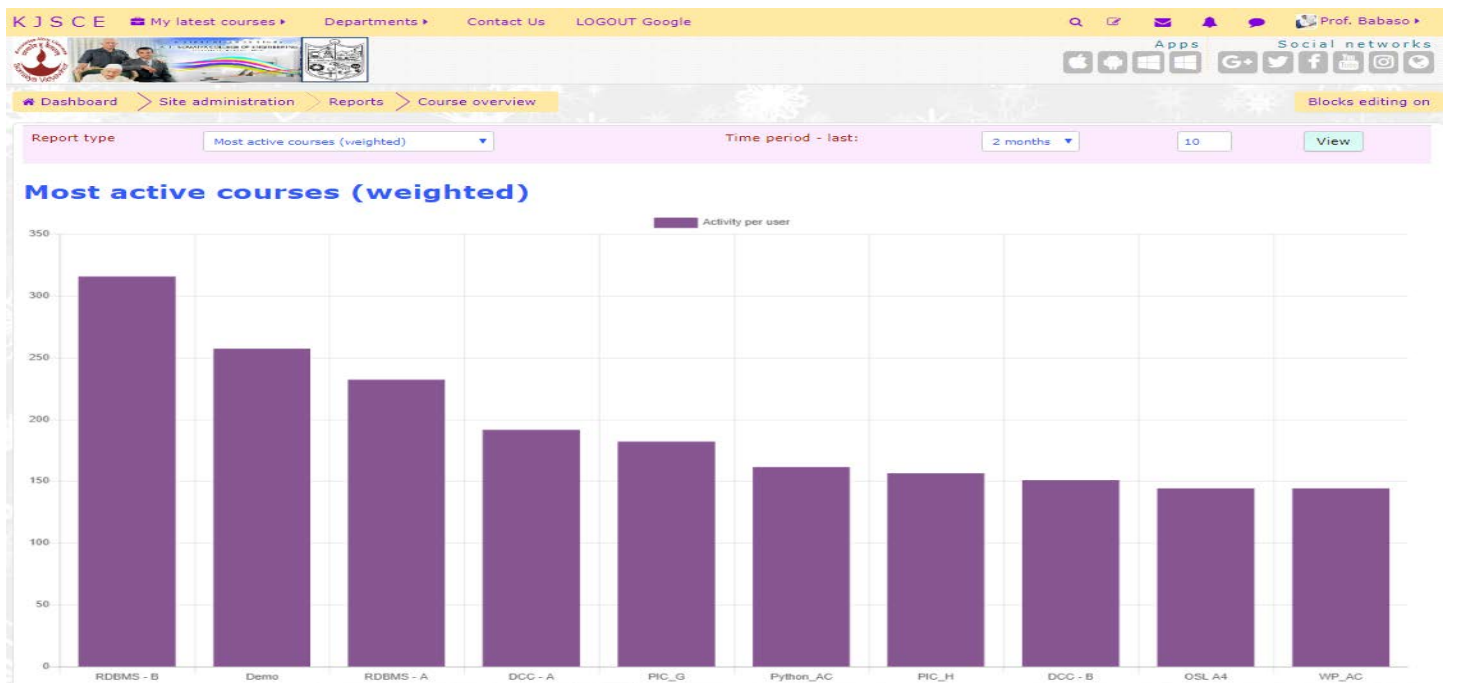 KJSCE My latest courses Departments Contact Us LOGOUT Google Prof. Babaso
Apps Social networks
Dashboard Site administration Reports Course overview Blocks editing on
Report type Most active courses (weighted) Time period - last: 2 months 10 View
Most active courses (weighted)
Activity per user
350
300
250
200
150
100
50
0
RDBMS - B Demo RDBMS - A DCC - A PIC_G Python_AC PIC_H DCC - B OSL A4 WP_AC